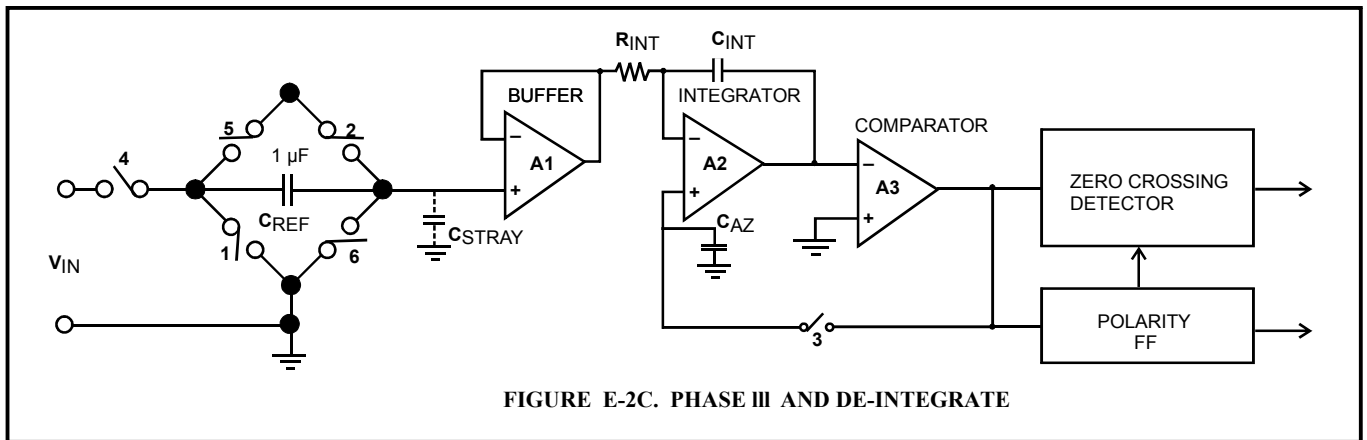 RINT
CINT
BUFFER
INTEGRATOR
COMPARATOR
5
2
4
1 µF
A1
A2
A3
ZERO CROSSING
DETECTOR
CREF
CSTRAY
CAZ
VIN
1
6
3
POLARITY
FF
FIGURE E-2C. PHASE III AND DE-INTEGRATE